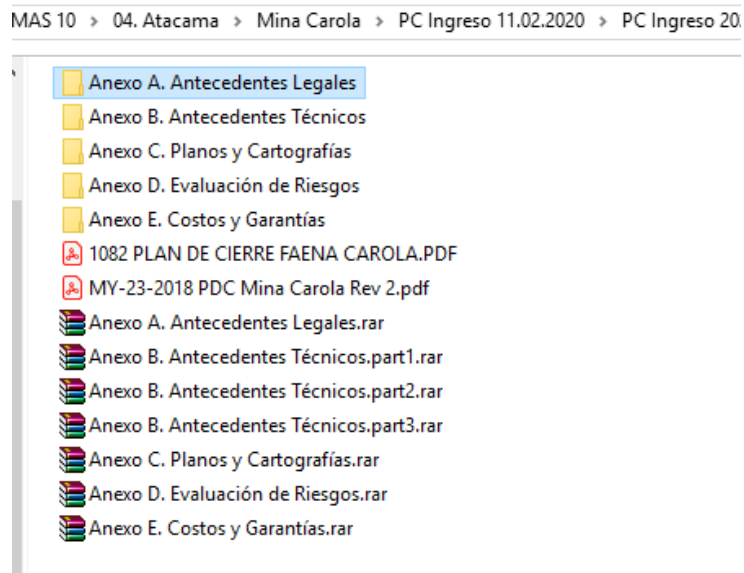 MAS 10 > 04. Atacama > Mina Carola > PC Ingreso 11.02.2020 > PC Ingreso 20
Anexo A. Antecedentes Legales
Anexo B. Antecedentes Técnicos
Anexo C. Planos y Cartografías
Anexo D. Evaluación de Riesgos
Anexo E. Costos y Garantías
1082 PLAN DE CIERRE FAENA CAROLA.PDF
MY-23-2018 PDC Mina Carola Rev 2.pdf
Anexo A. Antecedentes Legales.rar
Anexo B. Antecedentes Técnicos.part1.rar
Anexo B. Antecedentes Técnicos.part2.rar
Anexo B. Antecedentes Técnicos.part3.rar
Anexo C. Planos y Cartografías.rar
Anexo D. Evaluación de Riesgos.rar
Anexo E. Costos y Garantías.rar